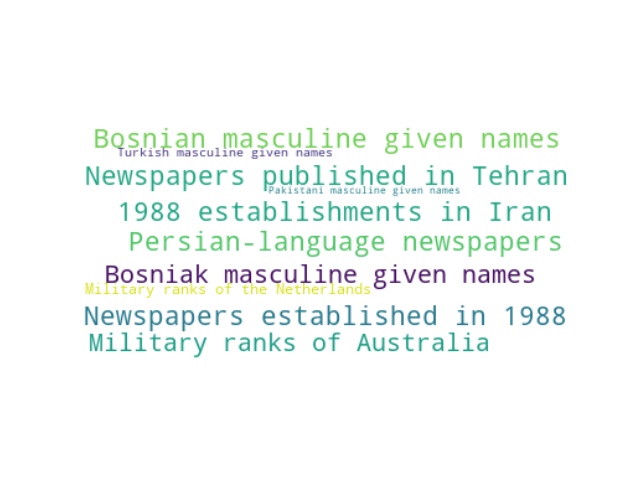 Bosnian masculine given names
Turkish masculine given names
Newspapers published in Tehran
Pakistani masculine given names
1988 establishments in Iran
Persian-language newspapers
Bosniak masculine given names
Military ranks of the Netherlands
Newspapers established in 1988
Military ranks of Australia